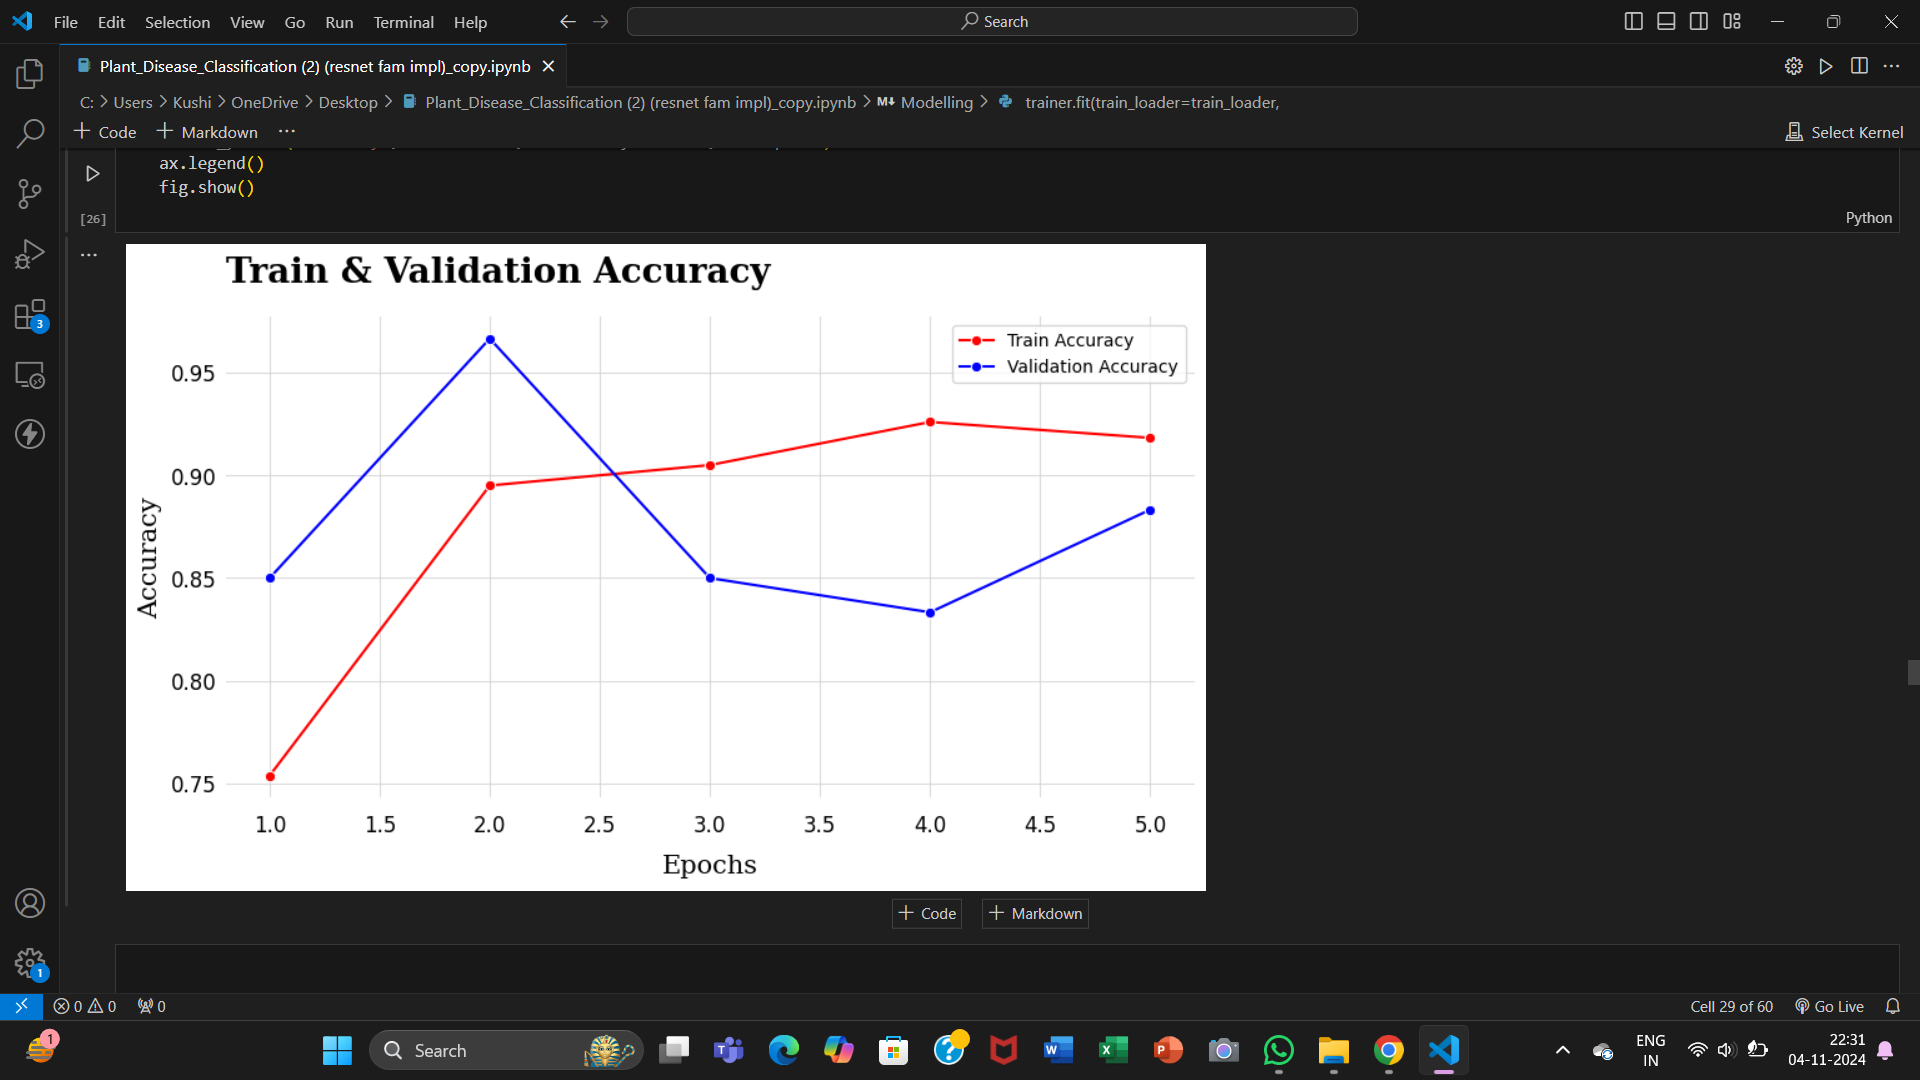 File Edit Selection View Go Run Terminal Help
Search
Plant_Disease_Classification (2) (resnet fam impl)_copy.ipynb
C: > Users > Kushi > OneDrive > Desktop > Plant_Disease_Classification (2) (resnet fam impl)_copy.ipynb > M↓ Modelling > trainer.fit(train_loader=train_loader,
+ Code + Markdown ···
Select Kernel
ax.legend()
fig.show()
[26]
Python
Train & Validation Accuracy
Train Accuracy
Validation Accuracy
0.95
0.90
0.85
0.80
0.75
Accuracy
1.0 1.5 2.0 2.5 3.0 3.5 4.0 4.5 5.0
Epochs
3
+ Code + Markdown
1
0 0 0
Cell 29 of 60
Go Live
1
Search
ENG
IN
22:31
04-11-2024